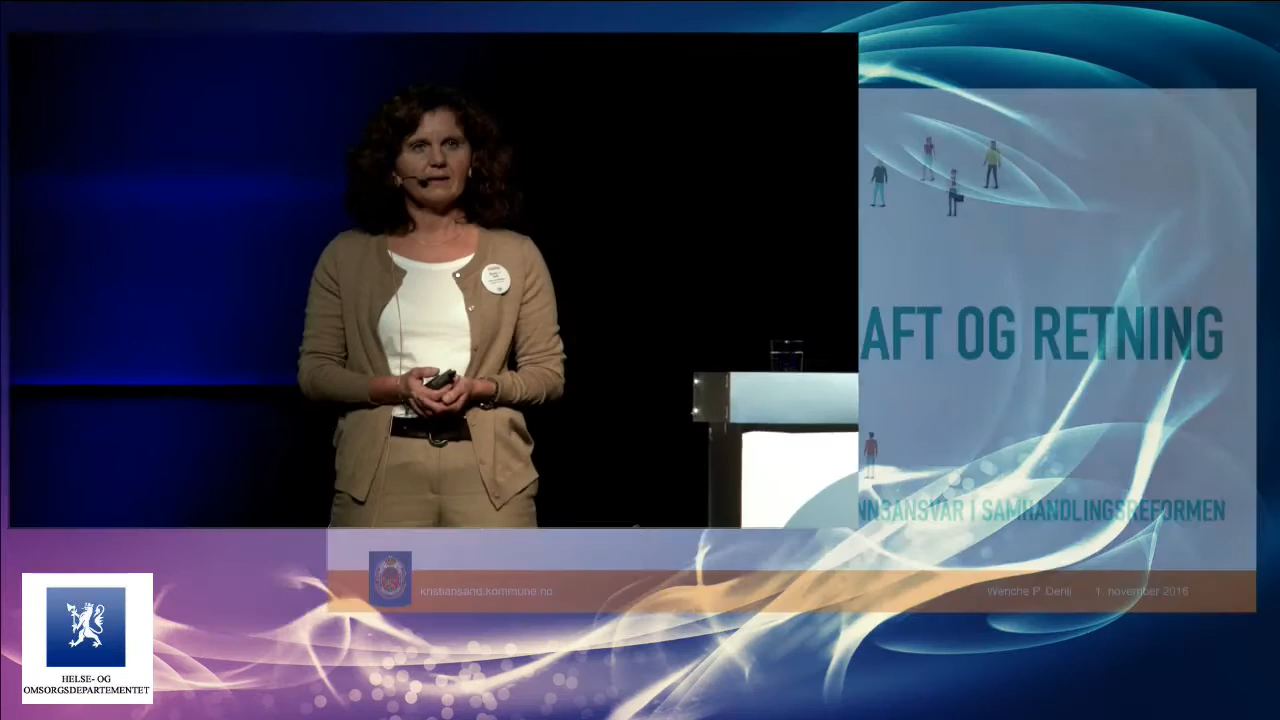 AFT OG RETNING
NNSANSVAR I SAMHANDLINGSREFORMEN
kristiansand.kommune.no
Wenche P. Dehli
1. november 2016
HELSE- OG
OMSORGSDEPARTEMENTET